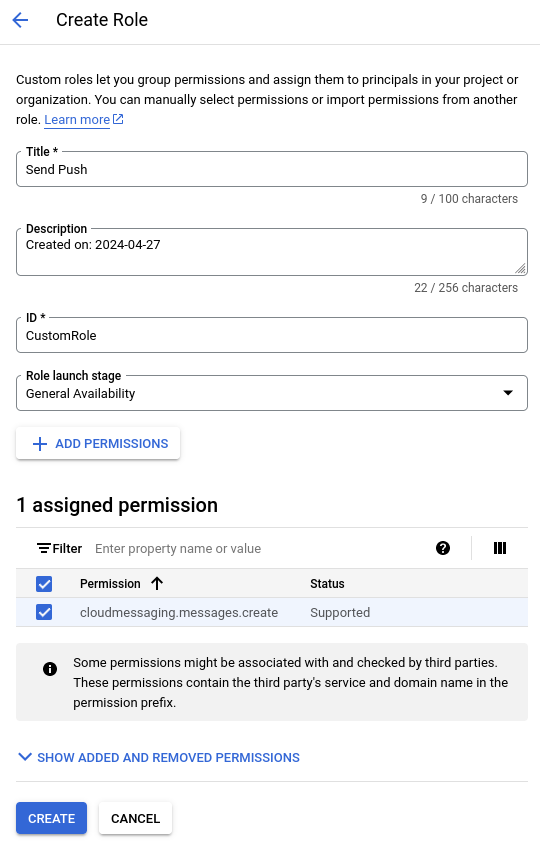 Create Role
Custom roles let you group permissions and assign them to principals in your project or
organization. You can manually select permissions or import permissions from another
role. Learn more
Title *
Send Push
9 / 100 characters
Description
Created on: 2024-04-27
22 / 256 characters
ID *
CustomRole
Role launch stage
General Availability
ADD PERMISSIONS
1 assigned permission
Filter Enter property name or value
Permission Status
cloudmessaging.messages.create Supported
Some permissions might be associated with and checked by third parties.
These permissions contain the third party's service and domain name in the
permission prefix.
SHOW ADDED AND REMOVED PERMISSIONS
CREATE CANCEL